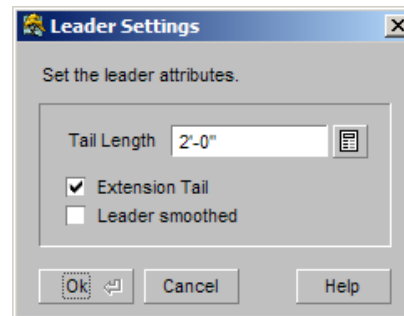 Leader Settings
Set the leader attributes.
Tail Length 2'-0"
Extension Tail
Leader smoothed
Ok Cancel Help